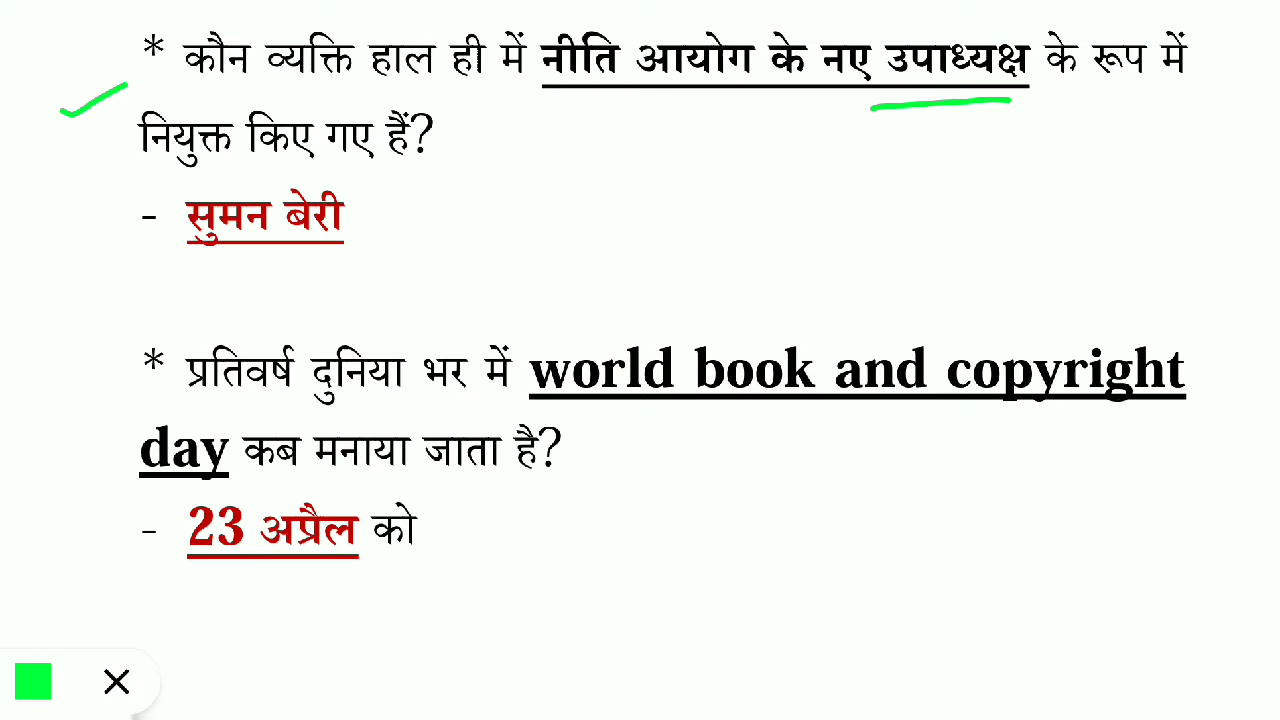 * कौन व्यक्ति हाल ही में नीति आयोग के नए उपाध्यक्ष के रूप में
नियुक्त किए गए हैं?
- सुमन बेरी
* प्रतिवर्ष दुनिया भर में world book and copyright
day कब मनाया जाता है?
- 23 अप्रैल को